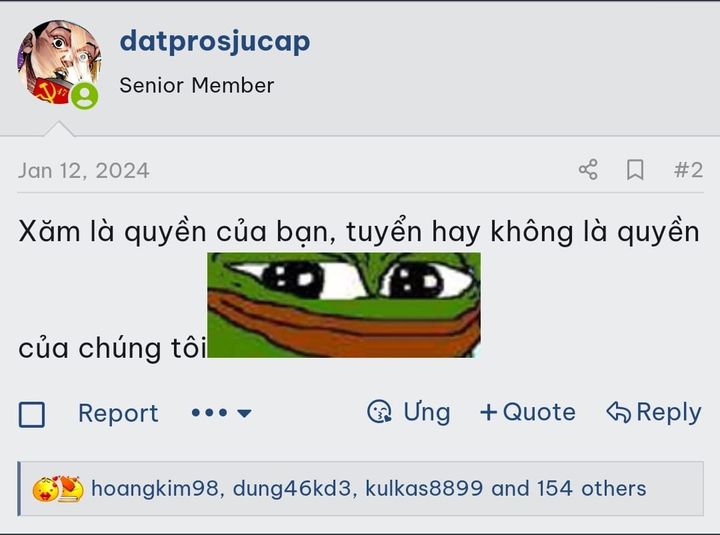 datprosjucap
Senior Member
Jan 12, 2024
#2
Xăm là quyền của bạn, tuyển hay không là quyền
của chúng tôi
Report
Ưng
+Quote
Reply
hoangkim98, dung46kd3, kulkas8899 and 154 others